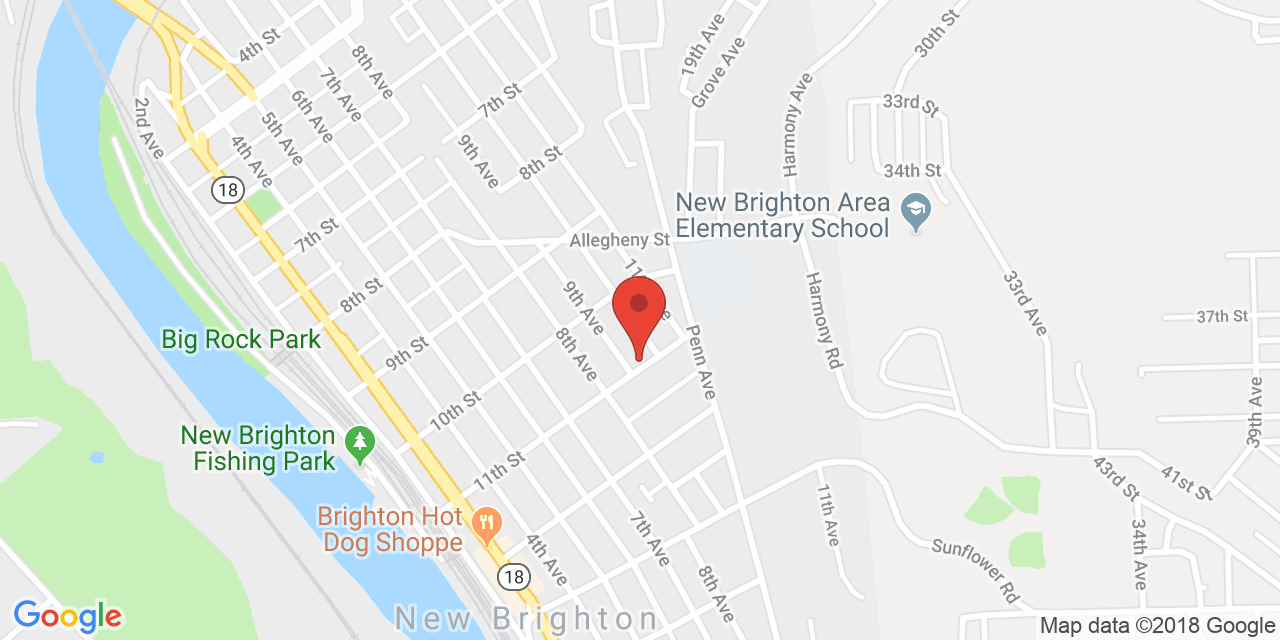 4th St
8th Ave
19th Ave
Grove Ave
30th St
2nd Ave
7th Ave
6th Ave
5th Ave
4th Ave
7th St
9th Ave
8th St
Harmony Ave
33rd St
34th St
18
New Brighton Area
Elementary School
7th St
Allegheny St
8th St
9th Ave
8th Ave
Penn Ave
Harmony Rd
33rd Ave
37th St
39th Ave
Big Rock Park
9th St
10th St
New Brighton
Fishing Park
11th St
Brighton Hot
Dog Shoppe
4th Ave
7th Ave
8th Ave
11th Ave
Sunflower Rd
43rd St
41st St
34th Ave
18
New Brighton
Google
Map data ©2018 Google